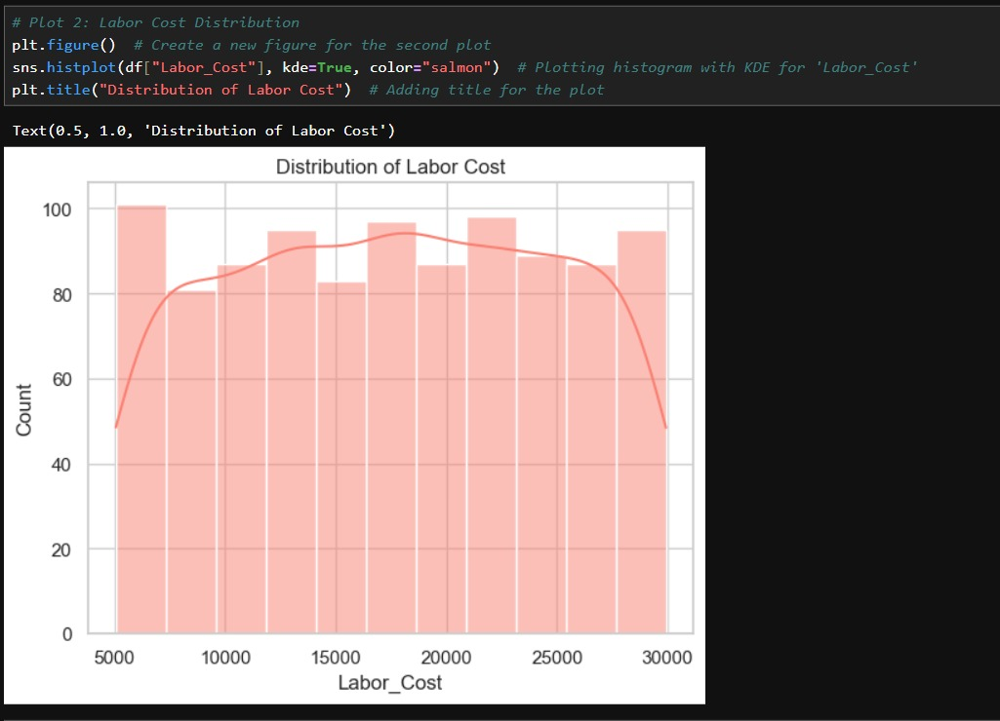 # Plot 2: Labor Cost Distribution
plt.figure()  # Create a new figure for the second plot
sns.histplot(df["Labor_Cost"], kde=True, color="salmon")  # Plotting histogram with KDE for 'Labor_Cost'
plt.title("Distribution of Labor Cost")  # Adding title for the plot
Text(0.5, 1.0, 'Distribution of Labor Cost')
Distribution of Labor Cost
100
80
60
40
20
0
Count
5000 10000 15000 20000 25000 30000
Labor_Cost